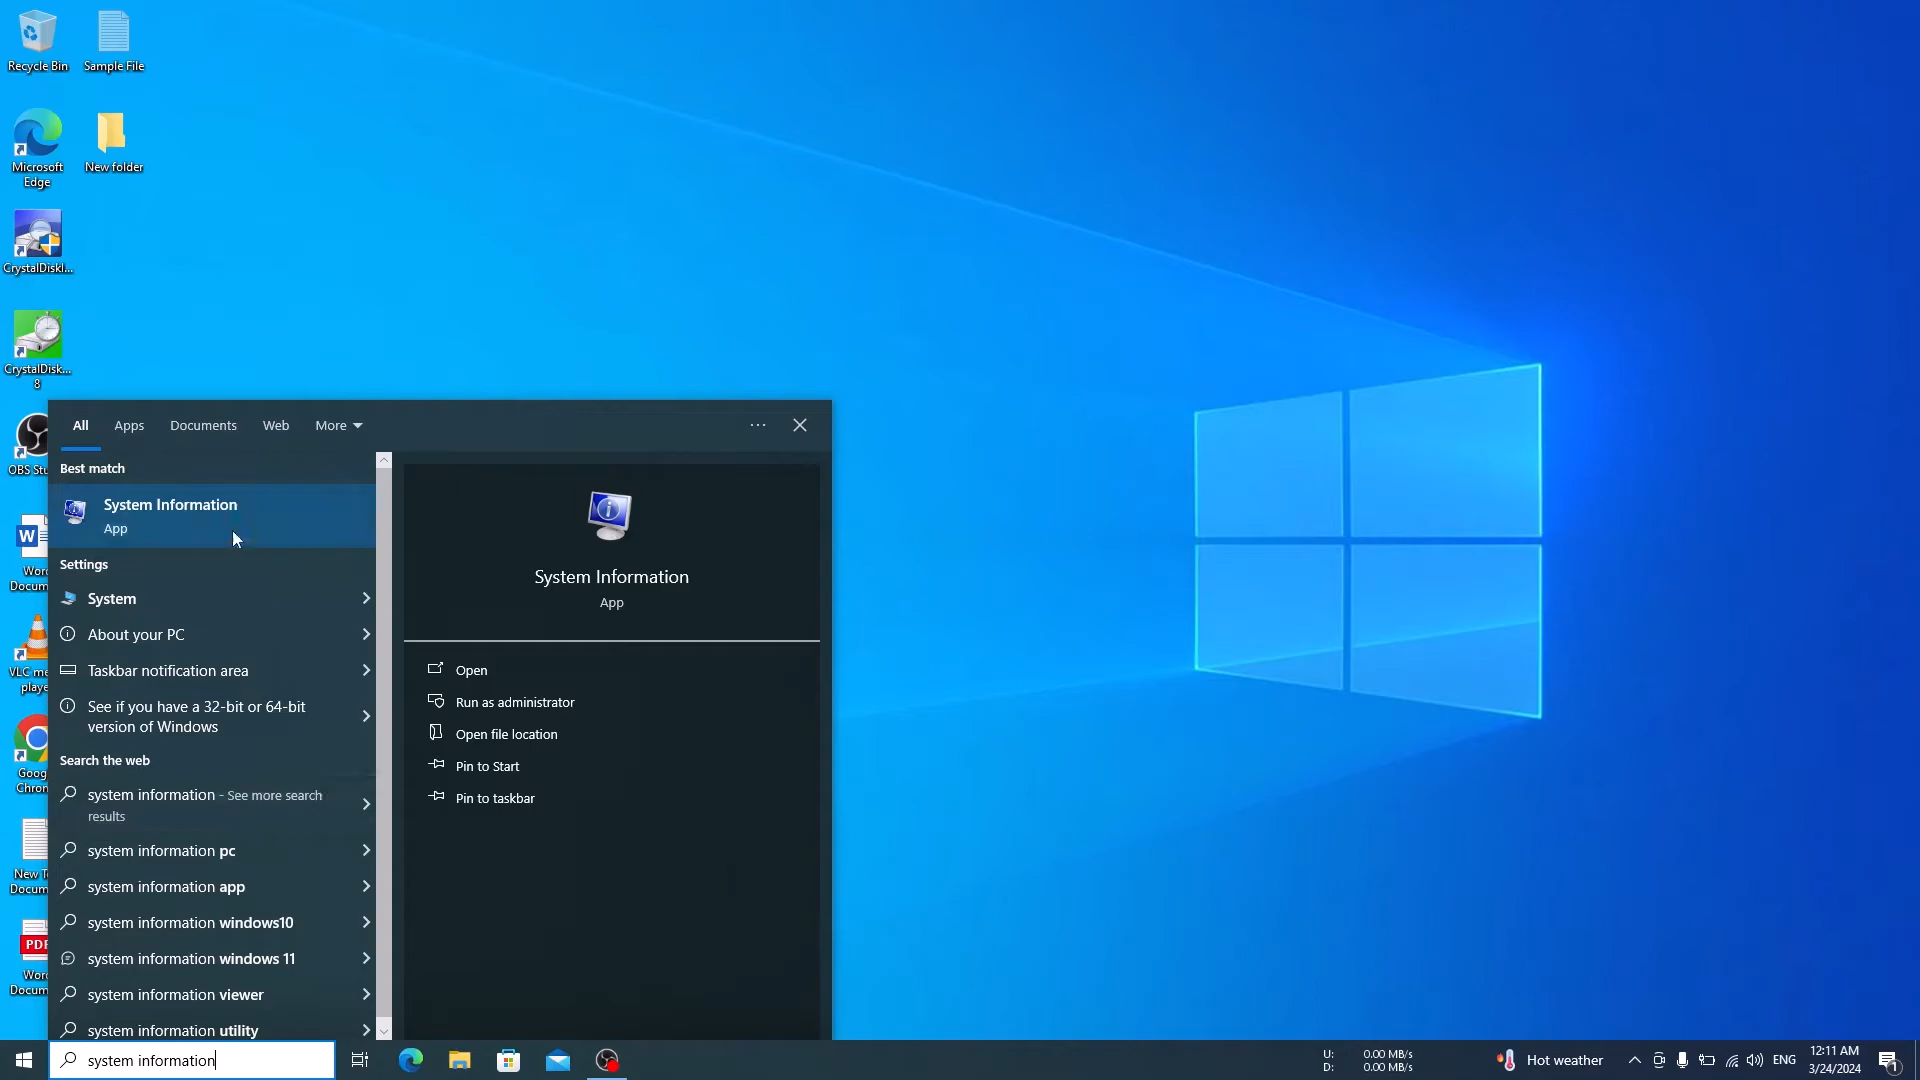 Recycle Bin
Sample File
Microsoft
Edge
New folder
CrystalDiskI...
CrystalDisk...
8
OBS Stu
Docum
VLC me
playe
Goog
Chron
New T
Docum
PDF
Docum
All
Apps
Documents
Web
More
Best match
System Information
App
Settings
System
About your PC
Taskbar notification area
See if you have a 32-bit or 64-bit
version of Windows
Search the web
system information - See more search
results
system information pc
system information app
system information windows10
system information windows 11
system information viewer
system information utility
System Information
App
Open
Run as administrator
Open file location
Pin to Start
Pin to taskbar
system information
U: 0.00 MB/s
D: 0.00 MB/s
Hot weather
ENG
12:11 AM
3/24/2024
1